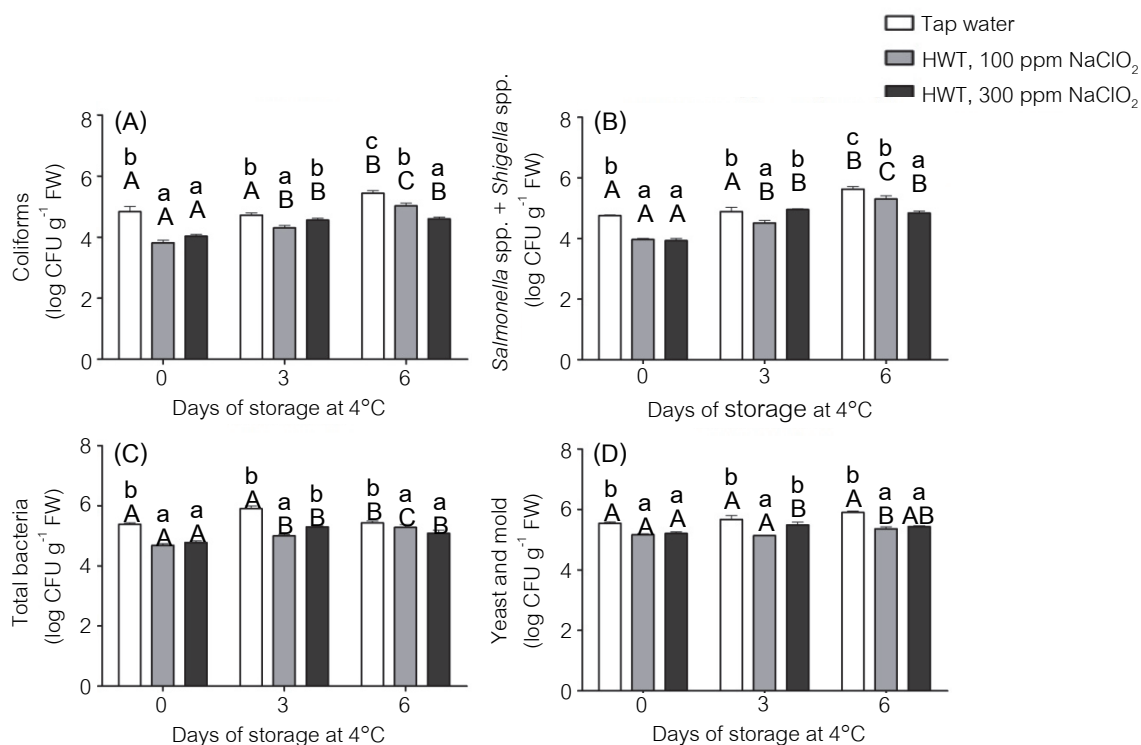 Tap water
HWT, 100 ppm NaClO₂
HWT, 300 ppm NaClO₂
(A)
Coliforms
(log CFU g⁻¹ FW)
8
6
4
2
0
b a a b a b c b a
A A A A B B B C B
0 3 6
Days of storage at 4°C
(B)
Salmonella spp. + Shigella spp.
(log CFU g⁻¹ FW)
8
6
4
2
0
b a a b a b c b a
A A A A B B B C B
0 3 6
Days of storage at 4°C
(C)
Total bacteria
(log CFU g⁻¹ FW)
8
6
4
2
0
b a a b a b b a a
A A A A B B B C B
0 3 6
Days of storage at 4°C
(D)
Yeast and mold
(log CFU g⁻¹ FW)
8
6
4
2
0
b a a b a b b a a
A A A A A B A B AB
0 3 6
Days of storage at 4°C